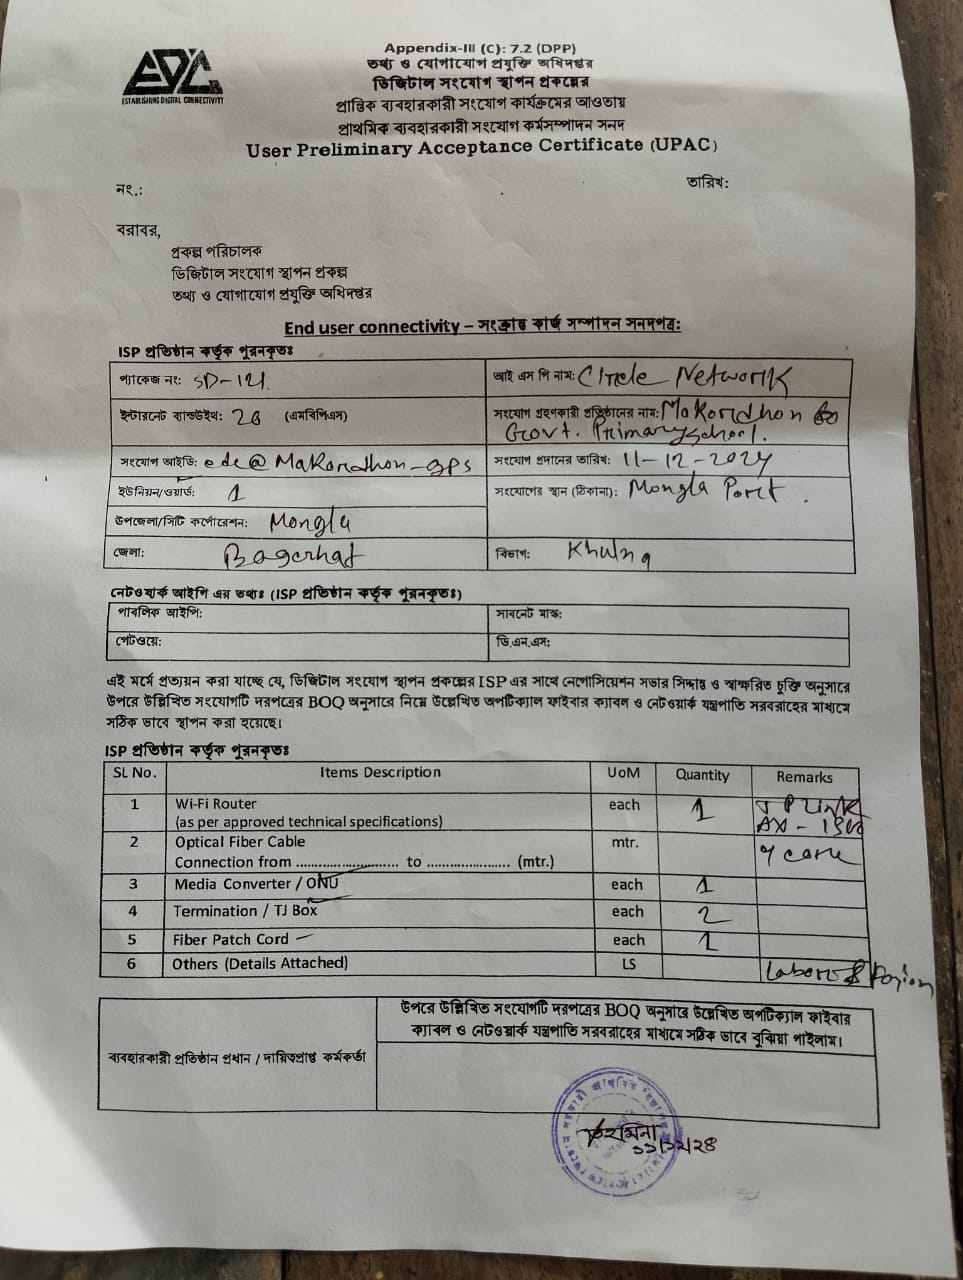 EDC
ESTABLISHING DIGITAL CONNECTIVITY
Appendix-III (C): 7.2 (DPP)
তথ্য ও যোগাযোগ প্রযুক্তি অধিদপ্তর
ডিজিটাল সংযোগ স্থাপন প্রকল্পের
প্রান্তিক ব্যবহারকারী সংযোগ কার্যক্রমের আওতায়
প্রাথমিক ব্যবহারকারী সংযোগ কর্মসম্পাদন সনদ
User Preliminary Acceptance Certificate (UPAC)
নং.:
তারিখ:
বরাবর,
প্রকল্প পরিচালক
ডিজিটাল সংযোগ স্থাপন প্রকল্প
তথ্য ও যোগাযোগ প্রযুক্তি অধিদপ্তর
End user connectivity – সংক্রান্ত কার্য সম্পাদন সনদপত্র:
ISP প্রতিষ্ঠান কর্তৃক পূরনকৃতঃ
প্যাকেজ নং: SD-121
আই এস পি নাম: Circle Network
ইন্টারনেট ব্যান্ডউইথ: 20 (এমবিপিএস)
সংযোগ গ্রহণকারী প্রতিষ্ঠানের নাম: Makordhon
Govt. Primary School.
সংযোগ আইডি: edc@Makordhon-gps
সংযোগ প্রদানের তারিখ: 11-12-2024
ইউনিয়ন/ওয়ার্ড: 1
সংযোগের স্থান (ঠিকানা): Mongla Port.
উপজেলা/সিটি কর্পোরেশন: Mongla
জেলা: Bagerhat
বিভাগ: Khulna
নেটওয়ার্ক আইপি এর তথ্যঃ (ISP প্রতিষ্ঠান কর্তৃক পূরনকৃতঃ)
পাবলিক আইপি:
সাবনেট মাস্ক:
গেটওয়ে:
ডি.এন.এস:
এই মর্মে প্রত্যয়ন করা যাচ্ছে যে, ডিজিটাল সংযোগ স্থাপন প্রকল্পের ISP এর সাথে নেগোসিয়েশন সভার সিদ্ধান্ত ও স্বাক্ষরিত চুক্তি অনুসারে
উপরে উল্লিখিত সংযোগটি দরপত্রের BOQ অনুসারে নিম্নে উল্লেখিত অপটিক্যাল ফাইবার ক্যাবল ও নেটওয়ার্ক যন্ত্রপাতি সরবরাহের মাধ্যমে
সঠিক ভাবে স্থাপন করা হয়েছে।
ISP প্রতিষ্ঠান কর্তৃক পূরনকৃতঃ
SL No. Items Description UoM Quantity Remarks
1 Wi-Fi Router each 1 TP Link
(as per approved technical specifications) AX-1500
2 Optical Fiber Cable mtr. 4 core
Connection from ........................ to .................... (mtr.)
3 Media Converter / ONU each 1
4 Termination / TJ Box each 2
5 Fiber Patch Cord each 1
6 Others (Details Attached) LS
উপরে উল্লিখিত সংযোগটি দরপত্রের BOQ অনুসারে উল্লেখিত অপটিক্যাল ফাইবার
ক্যাবল ও নেটওয়ার্ক যন্ত্রপাতি সরবরাহের মাধ্যমে সঠিক ভাবে বুঝিয়া পাইলাম।
ব্যবহারকারী প্রতিষ্ঠান প্রধান / দায়িত্বপ্রাপ্ত কর্মকর্তা
তহমিনা
১১/১২/২৪